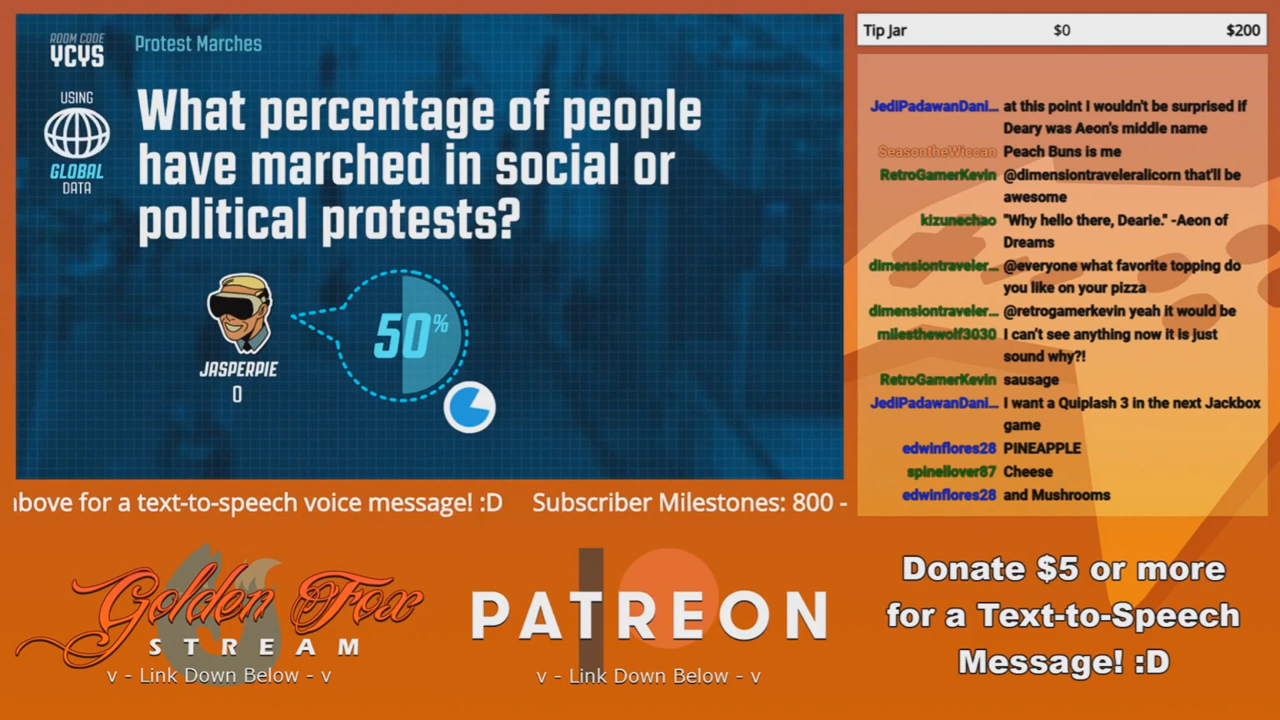 ROOM CODE
YCYS
USING
GLOBAL
DATA
Protest Marches
What percentage of people
have marched in social or
political protests?
50%
JASPERPIE
0
above for a text-to-speech voice message! :D Subscriber Milestones: 800 -
Tip Jar $0 $200
JediPadawanDani... at this point I wouldn't be surprised if
Deary was Aeon's middle name
SeasontheWiccan Peach Buns is me
RetroGamerKevin @dimensiontraveleralicorn that'll be
awesome
kizunechao "Why hello there, Dearie." -Aeon of
Dreams
dimensiontraveler... @everyone what favorite topping do
you like on your pizza
dimensiontraveler... @retrogamerkevin yeah it would be
milesthewolf3030 I can't see anything now it is just
sound why?!
RetroGamerKevin sausage
JediPadawanDani... I want a Quiplash 3 in the next Jackbox
game
edwinflores28 PINEAPPLE
spinellover87 Cheese
edwinflores28 and Mushrooms
Golden Fox
STREAM
v - Link Down Below - v
PATREON
v - Link Down Below - v
Donate $5 or more
for a Text-to-Speech
Message! :D